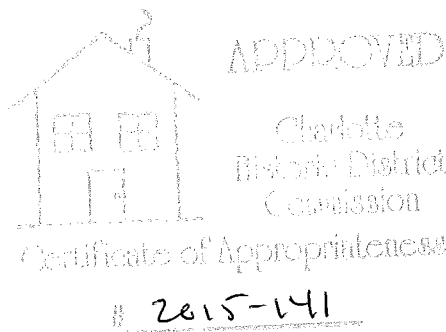 APPROVED
Charlotte
Historic District
Commission
Certificate of Appropriateness
# 2015-141